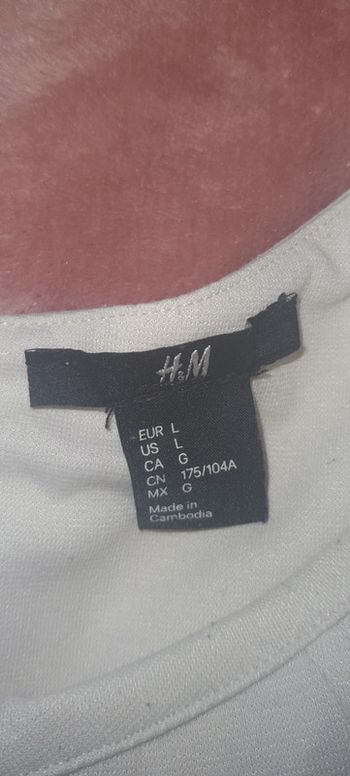 H&M
EUR L
US L
CA G
CN 175/104A
MX G
Made in
Cambodia